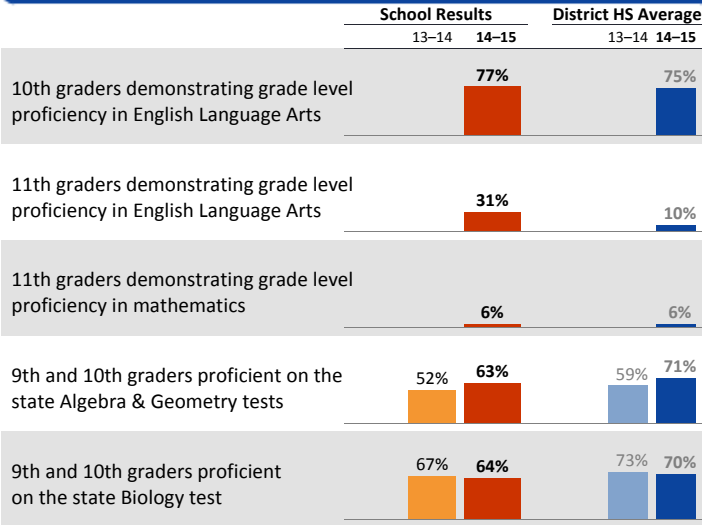 School Results District HS Average
13–14 14–15 13–14 14–15
77% 75%
10th graders demonstrating grade level
proficiency in English Language Arts
11th graders demonstrating grade level
proficiency in English Language Arts
31% 10%
11th graders demonstrating grade level
proficiency in mathematics
6% 6%
9th and 10th graders proficient on the
state Algebra & Geometry tests
52% 63% 59% 71%
67% 64% 73% 70%
9th and 10th graders proficient
on the state Biology test